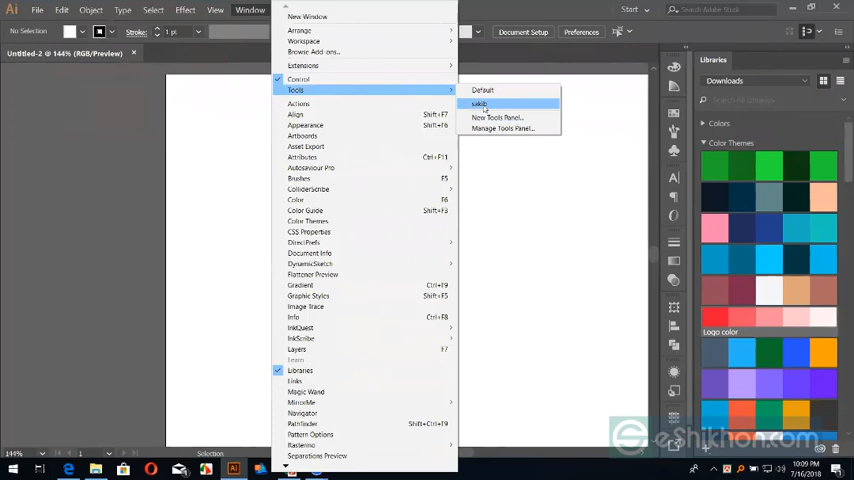 Ai
File
Edit
Object
Type
Select
Effect
View
Window
Start
Search Adobe Stock
No Selection
Stroke:
1 pt
Document Setup
Preferences
Untitled-2 @ 144% (RGB/Preview)
New Window
Arrange
Workspace
Browse Add-ons...
Extensions
Control
Tools
Actions
Align Shift+F7
Appearance Shift+F6
Artboards
Asset Export
Attributes Ctrl+F11
Autosaviour Pro
Brushes F5
ColliderScribe
Color F6
Color Guide Shift+F3
Color Themes
CSS Properties
DirectPrefs
Document Info
DynamicSketch
Flattener Preview
Gradient Ctrl+F9
Graphic Styles Shift+F5
Image Trace
Info Ctrl+F8
InkQuest
InkScribe
Layers F7
Learn
Libraries
Links
Magic Wand
MirrorMe
Navigator
Pathfinder Shift+Ctrl+F9
Pattern Options
Rasterino
Separations Preview
Default
New Tools Panel...
Manage Tools Panel...
Libraries
Downloads
Search All Libraries
Colors
Color Themes
Logo color
eShikhon.com
144%
1
Selection
10:09 PM
7/16/2018